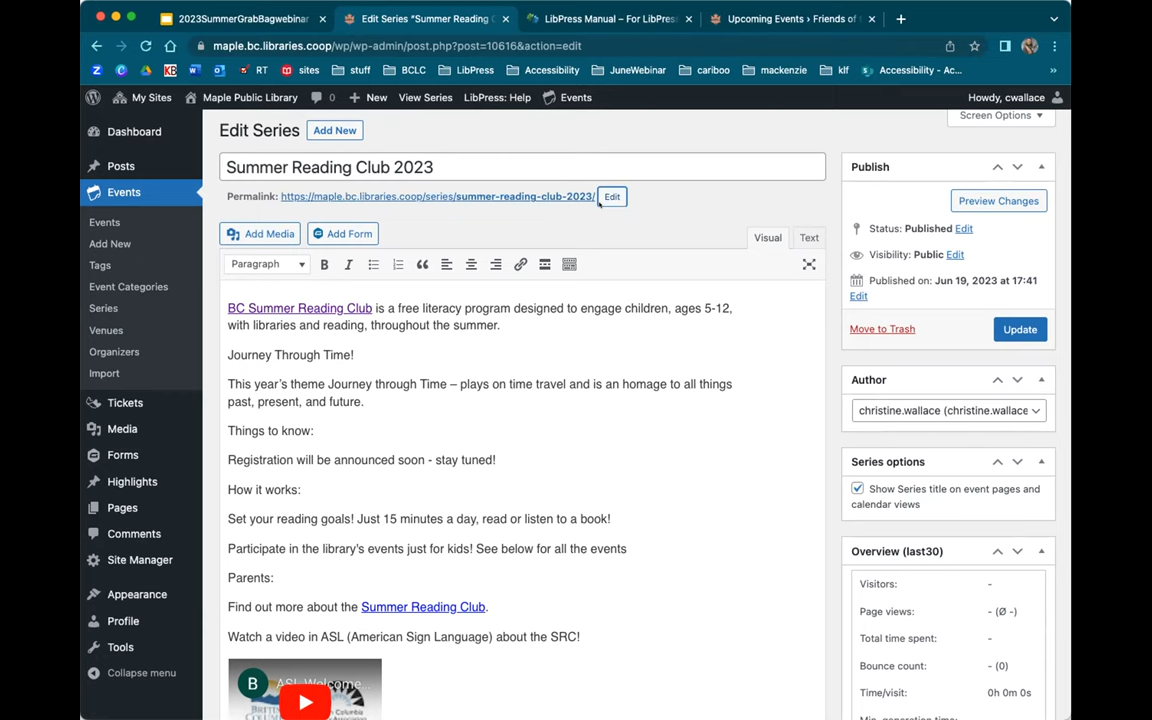 2023SummerGrabBagwebinar
Edit Series "Summer Reading C
LibPress Manual – For LibPress
Upcoming Events › Friends of
maple.bc.libraries.coop/wp/wp-admin/post.php?post=10616&action=edit
RT
sites
stuff
BCLC
LibPress
Accessibility
JuneWebinar
cariboo
mackenzie
klf
Accessibility - Ac...
My Sites
Maple Public Library
0
New
View Series
LibPress: Help
Events
Howdy, cwallace
Dashboard
Posts
Events
Events
Add New
Tags
Event Categories
Series
Venues
Organizers
Import
Tickets
Media
Forms
Highlights
Pages
Comments
Site Manager
Appearance
Profile
Tools
Collapse menu
Screen Options
Edit Series
Add New
Summer Reading Club 2023
Permalink: https://maple.bc.libraries.coop/series/summer-reading-club-2023/ Edit
Add Media
Add Form
Visual
Text
Paragraph
BC Summer Reading Club is a free literacy program designed to engage children, ages 5-12,
with libraries and reading, throughout the summer.
Journey Through Time!
This year's theme Journey through Time – plays on time travel and is an homage to all things
past, present, and future.
Things to know:
Registration will be announced soon - stay tuned!
How it works:
Set your reading goals! Just 15 minutes a day, read or listen to a book!
Participate in the library's events just for kids! See below for all the events
Parents:
Find out more about the Summer Reading Club.
Watch a video in ASL (American Sign Language) about the SRC!
B
ASL Welcome...
Publish
Preview Changes
Status: Published Edit
Visibility: Public Edit
Published on: Jun 19, 2023 at 17:41
Edit
Move to Trash
Update
Author
christine.wallace (christine.wallace
Series options
Show Series title on event pages and
calendar views
Overview (last30)
Visitors: -
Page views: - (Ø -)
Total time spent: -
Bounce count: - (0)
Time/visit: 0h 0m 0s